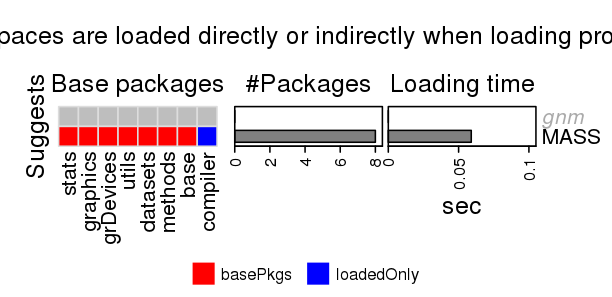 paces are loaded directly or indirectly when loading pro
Base packages #Packages Loading time
Suggests
gnm
MASS
stats graphics grDevices utils datasets methods base compiler
0 2 4 6 8 0 0.05 0.1
sec
basePkgs loadedOnly